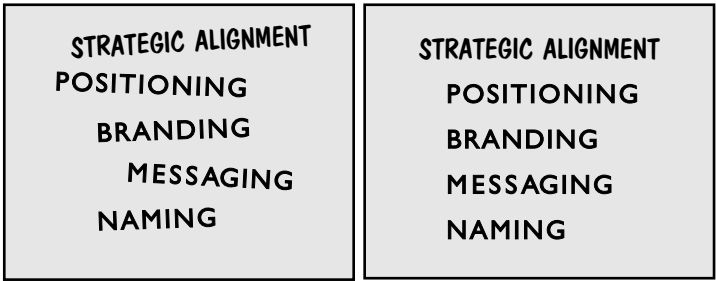 STRATEGIC ALIGNMENT
POSITIONING
BRANDING
MESSAGING
NAMING
STRATEGIC ALIGNMENT
POSITIONING
BRANDING
MESSAGING
NAMING